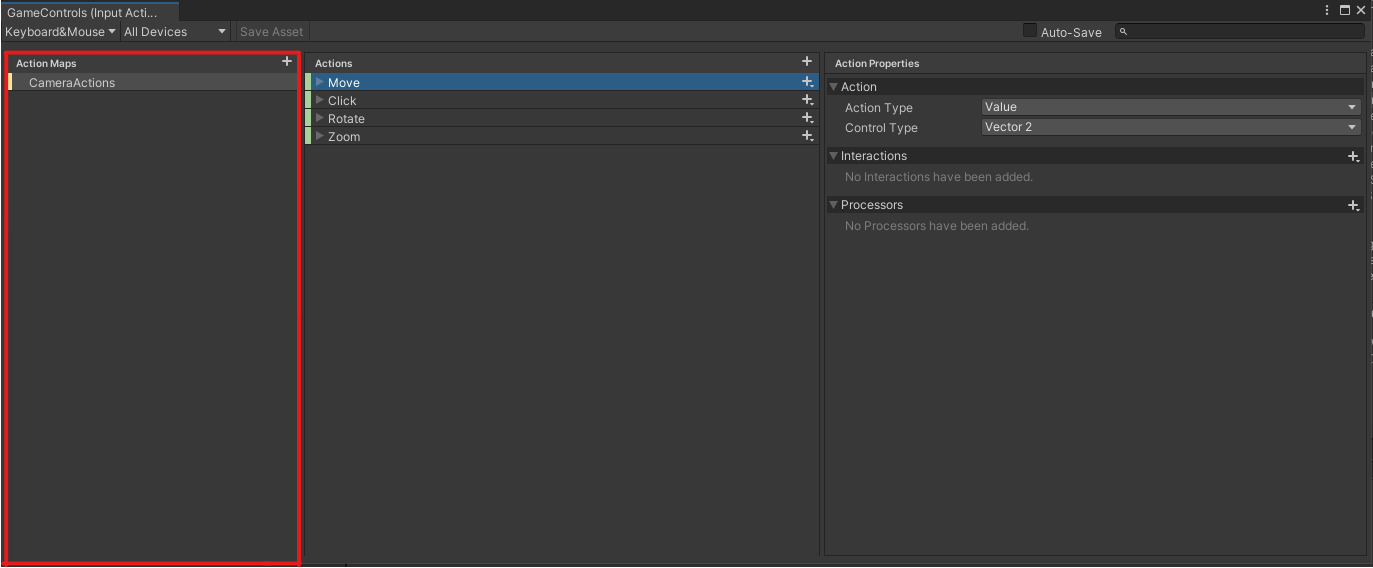 GameControls (Input Acti...
Keyboard&Mouse All Devices Save Asset Auto-Save
Action Maps
CameraActions
Actions
Move
Click
Rotate
Zoom
Action Properties
Action
Action Type Value
Control Type Vector 2
Interactions
No Interactions have been added.
Processors
No Processors have been added.